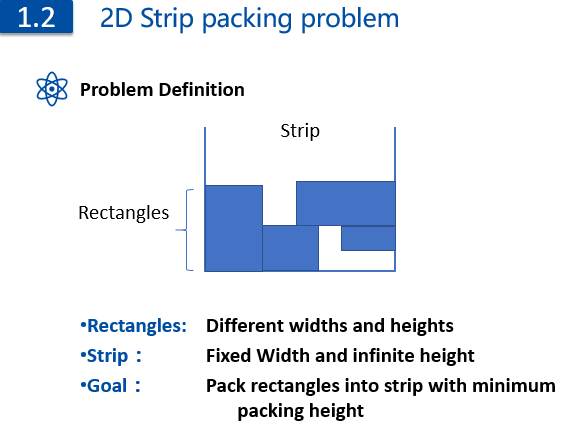 1.2 2D Strip packing problem
Problem Definition
Strip
Rectangles
•Rectangles: Different widths and heights
•Strip： Fixed Width and infinite height
•Goal： Pack rectangles into strip with minimum
packing height